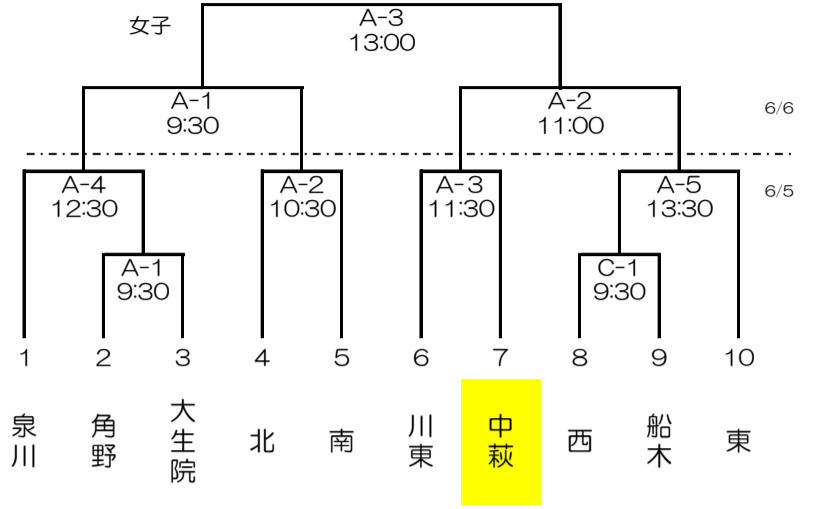 女子
A-3
13:00
A-1
9:30
A-2
11:00
6/6
A-4
12:30
A-2
10:30
A-3
11:30
A-5
13:30
6/5
A-1
9:30
C-1
9:30
1 2 3 4 5 6 7 8 9 10
泉川
角野
大生院
北
南
川東
中萩
西
船木
東